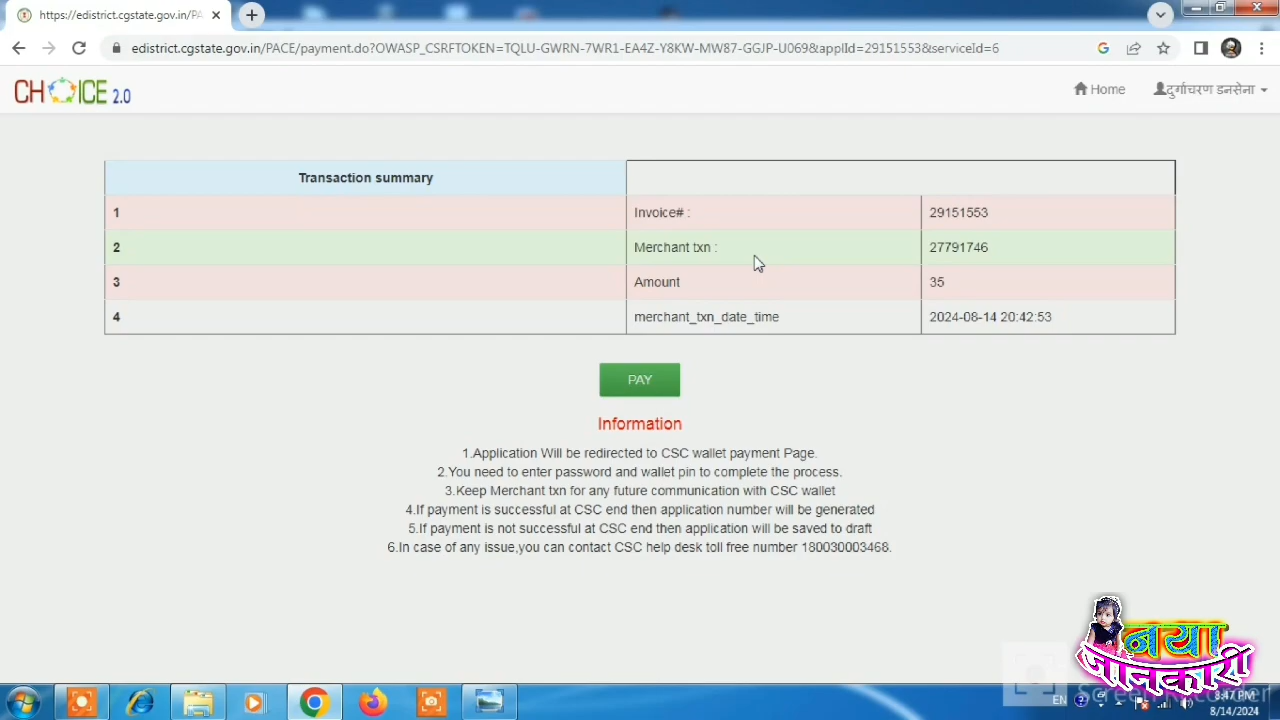 https://edistrict.cgstate.gov.in/PA
edistrict.cgstate.gov.in/PACE/payment.do?OWASP_CSRFTOKEN=TQLU-GWRN-7WR1-EA4Z-Y8KW-MW87-GGJP-U069&applId=29151553&serviceId=6
CHOICE 2.0
Home
दुर्गाचरण डनसेना
Transaction summary
1 Invoice# : 29151553
2 Merchant txn : 27791746
3 Amount 35
4 merchant_txn_date_time 2024-08-14 20:42:53
PAY
Information
1.Application Will be redirected to CSC wallet payment Page.
2.You need to enter password and wallet pin to complete the process.
3.Keep Merchant txn for any future communication with CSC wallet
4.If payment is successful at CSC end then application number will be generated
5.If payment is not successful at CSC end then application will be saved to draft
6.In case of any issue,you can contact CSC help desk toll free number 180030003468.
नया
जानकारी
Screen Recorder
EN
8:47 PM
8/14/2024